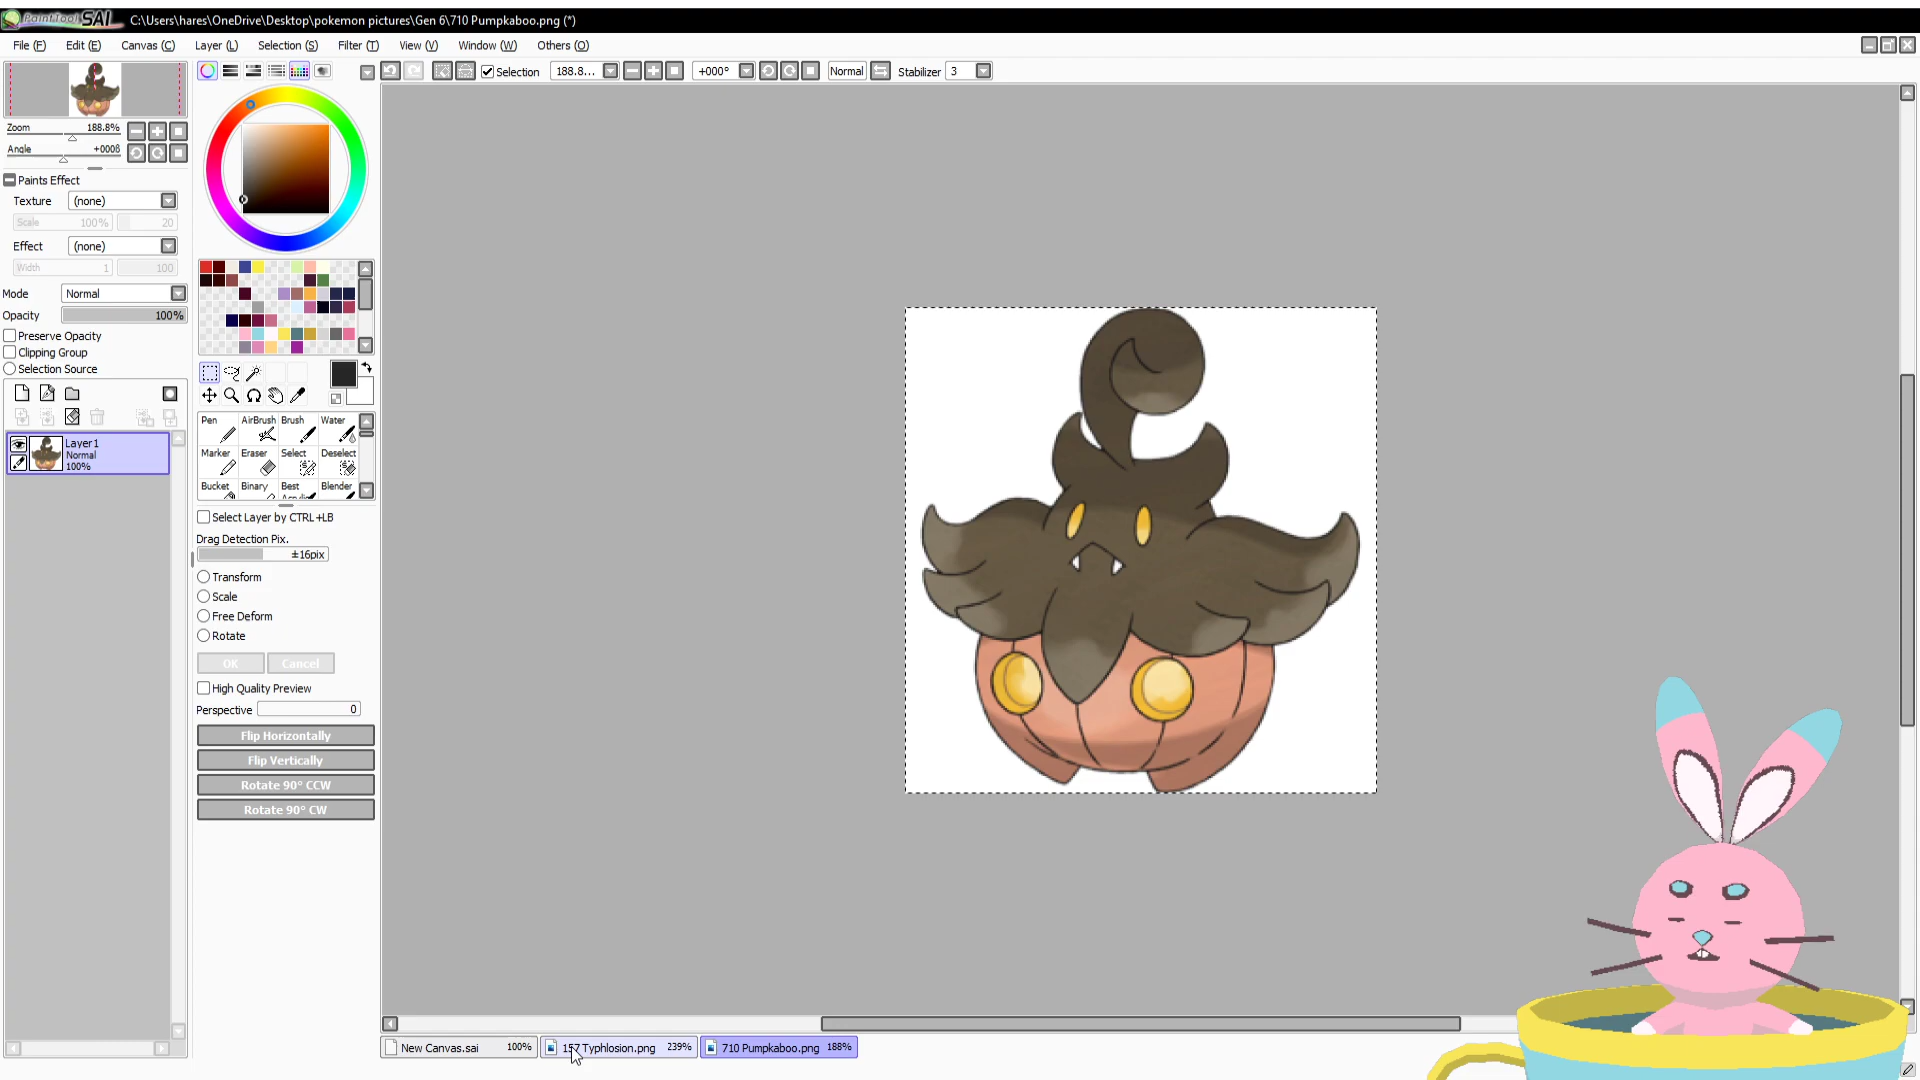 PaintTool SAI C:\Users\hares\OneDrive\Desktop\pokemon pictures\Gen 6\710 Pumpkaboo.png (*)
File (F) Edit (E) Canvas (C) Layer (L) Selection (S) Filter (T) View (V) Window (W) Others (O)
Selection 188.8... +000° Normal Stabilizer 3
Zoom 188.8%
Angle +000°
Paints Effect
Texture (none)
Scale 100% 20
Effect (none)
Width 1 100
Mode Normal
Opacity 100%
Preserve Opacity
Clipping Group
Selection Source
Layer1
Normal
100%
Pen AirBrush Brush Water
Marker Eraser Select Deselect
Bucket Binary Best Blender
Select Layer by CTRL+LB
Drag Detection Pix.
±16pix
Transform
Scale
Free Deform
Rotate
OK Cancel
High Quality Preview
Perspective 0
Flip Horizontally
Flip Vertically
Rotate 90° CCW
Rotate 90° CW
New Canvas.sai 100% 157 Typhlosion.png 239% 710 Pumpkaboo.png 188%